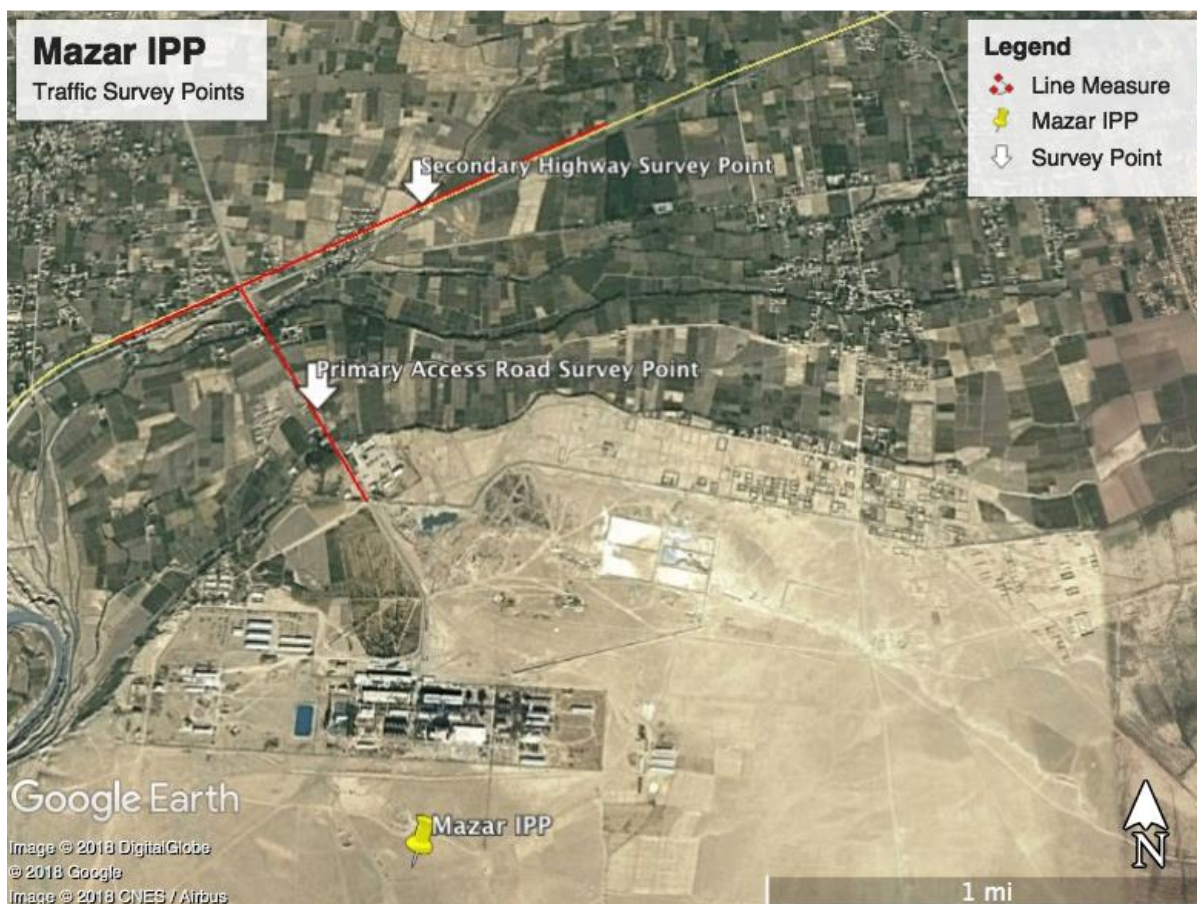 Mazar IPP
Traffic Survey Points
Legend
Line Measure
Mazar IPP
Survey Point
Secondary Highway Survey Point
Primary Access Road Survey Point
Mazar IPP
Google Earth
Image © 2018 DigitalGlobe
© 2018 Google
Image © 2018 CNES / Airbus
1 mi
N